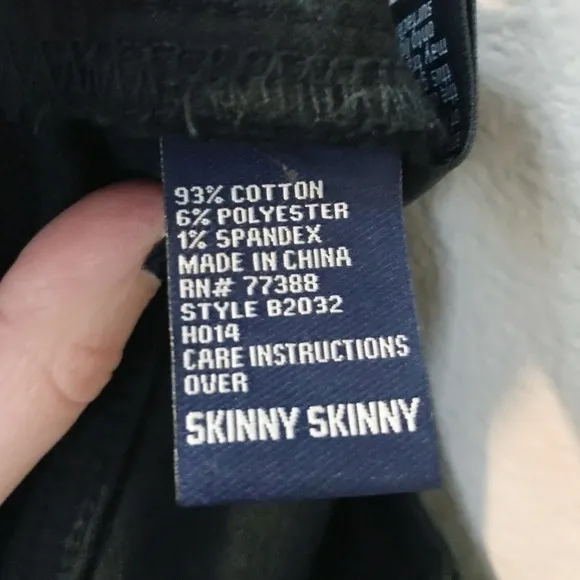 93% COTTON
6% POLYESTER
1% SPANDEX
MADE IN CHINA
RN# 77388
STYLE B2032
H014
CARE INSTRUCTIONS
OVER
SKINNY SKINNY